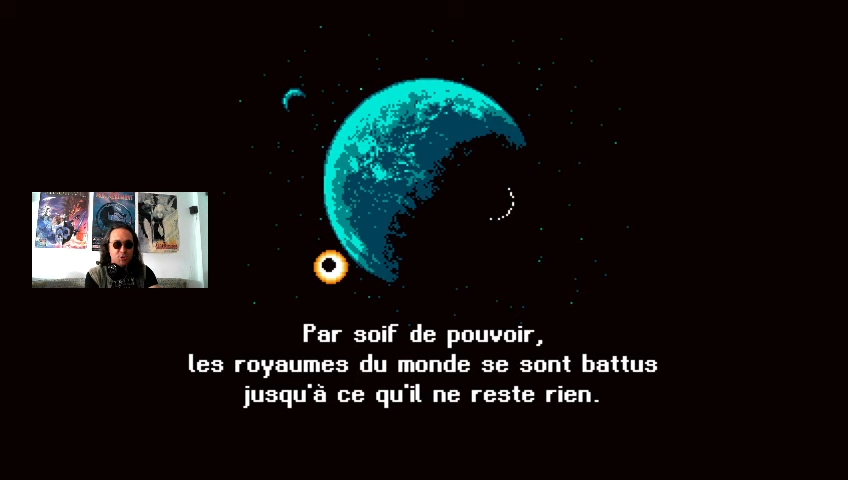 Par soif de pouvoir,
les royaumes du monde se sont battus
jusqu'à ce qu'il ne reste rien.